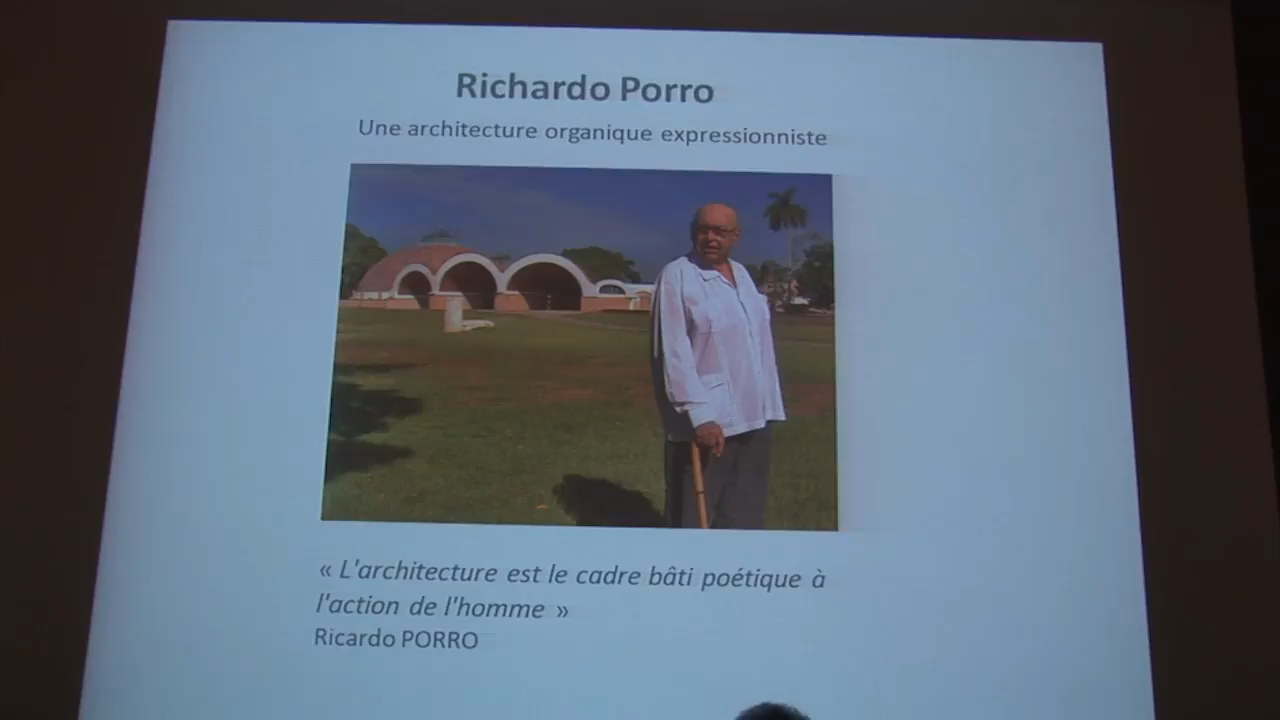 Richardo Porro
Une architecture organique expressionniste
« L'architecture est le cadre bâti poétique à
l'action de l'homme »
Ricardo PORRO